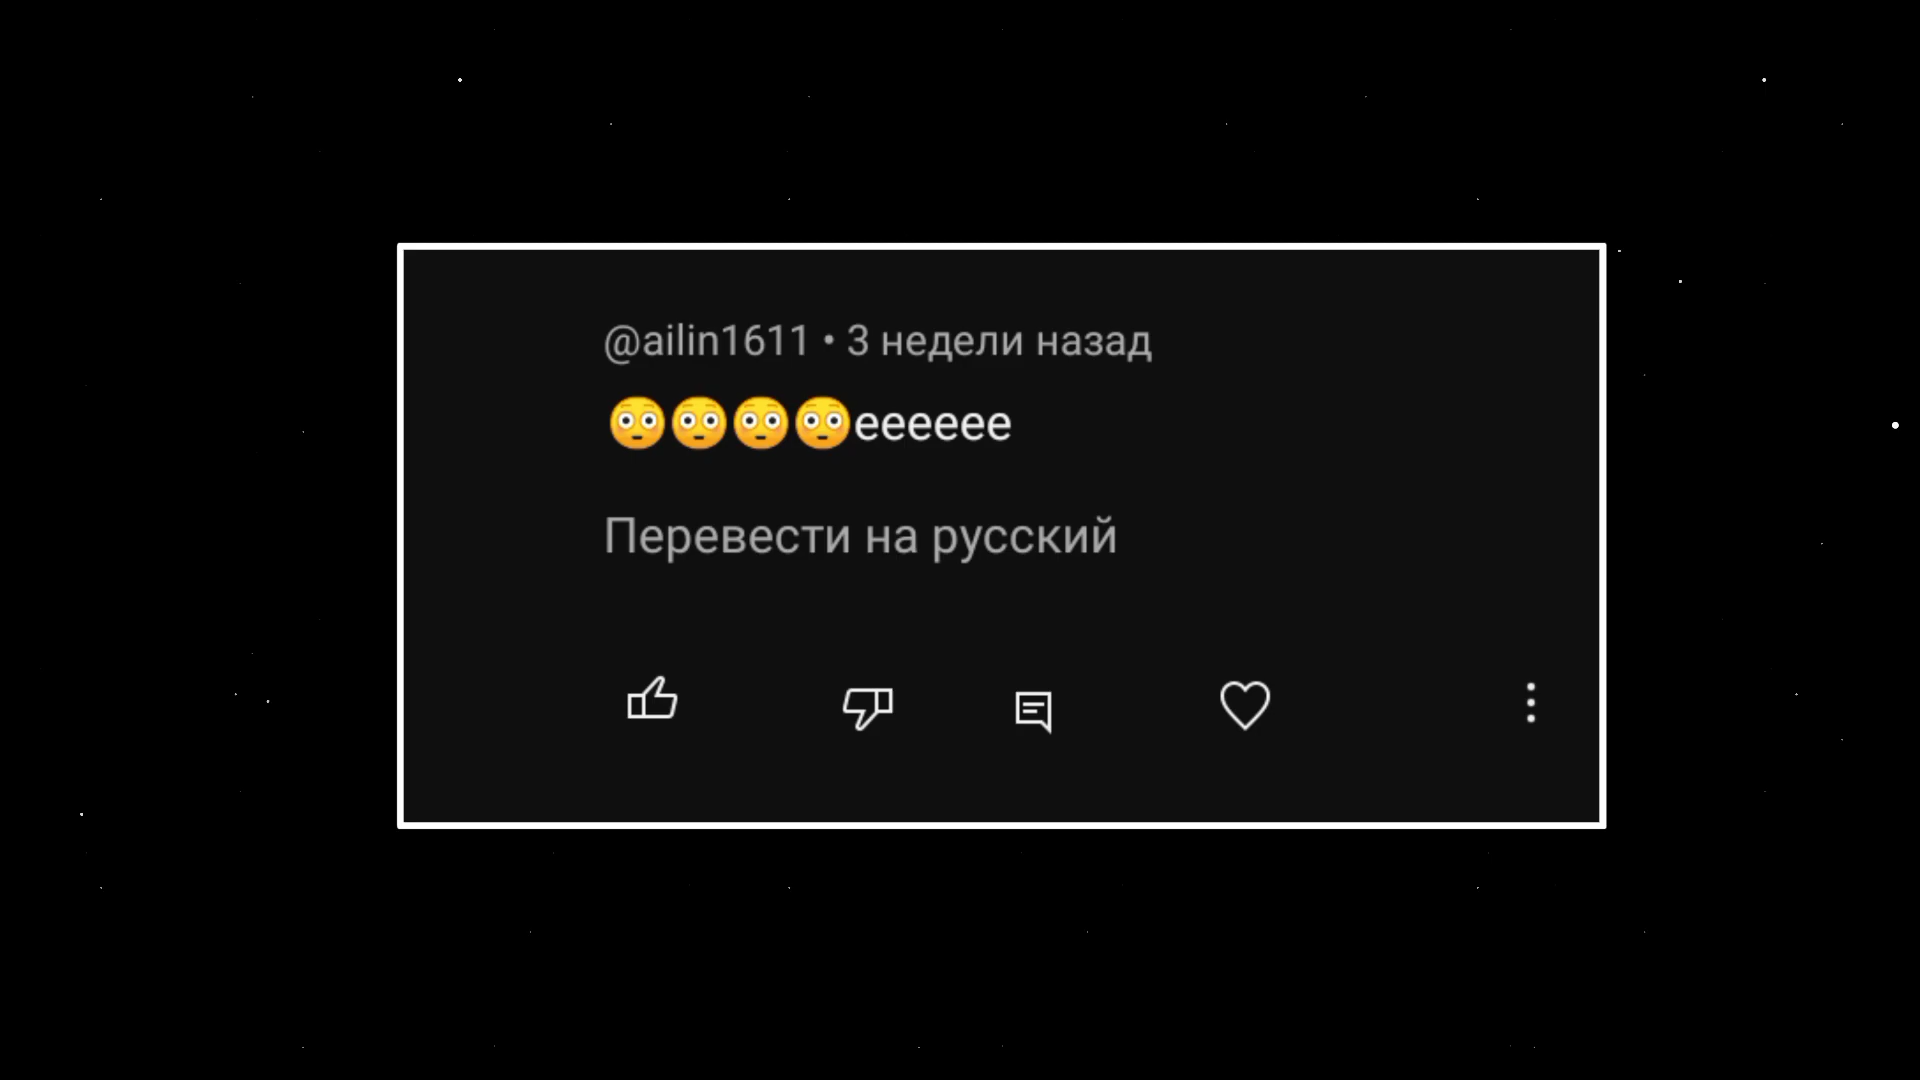 @ailin1611 • 3 недели назад
😳😳😳😳eeeeee
Перевести на русский